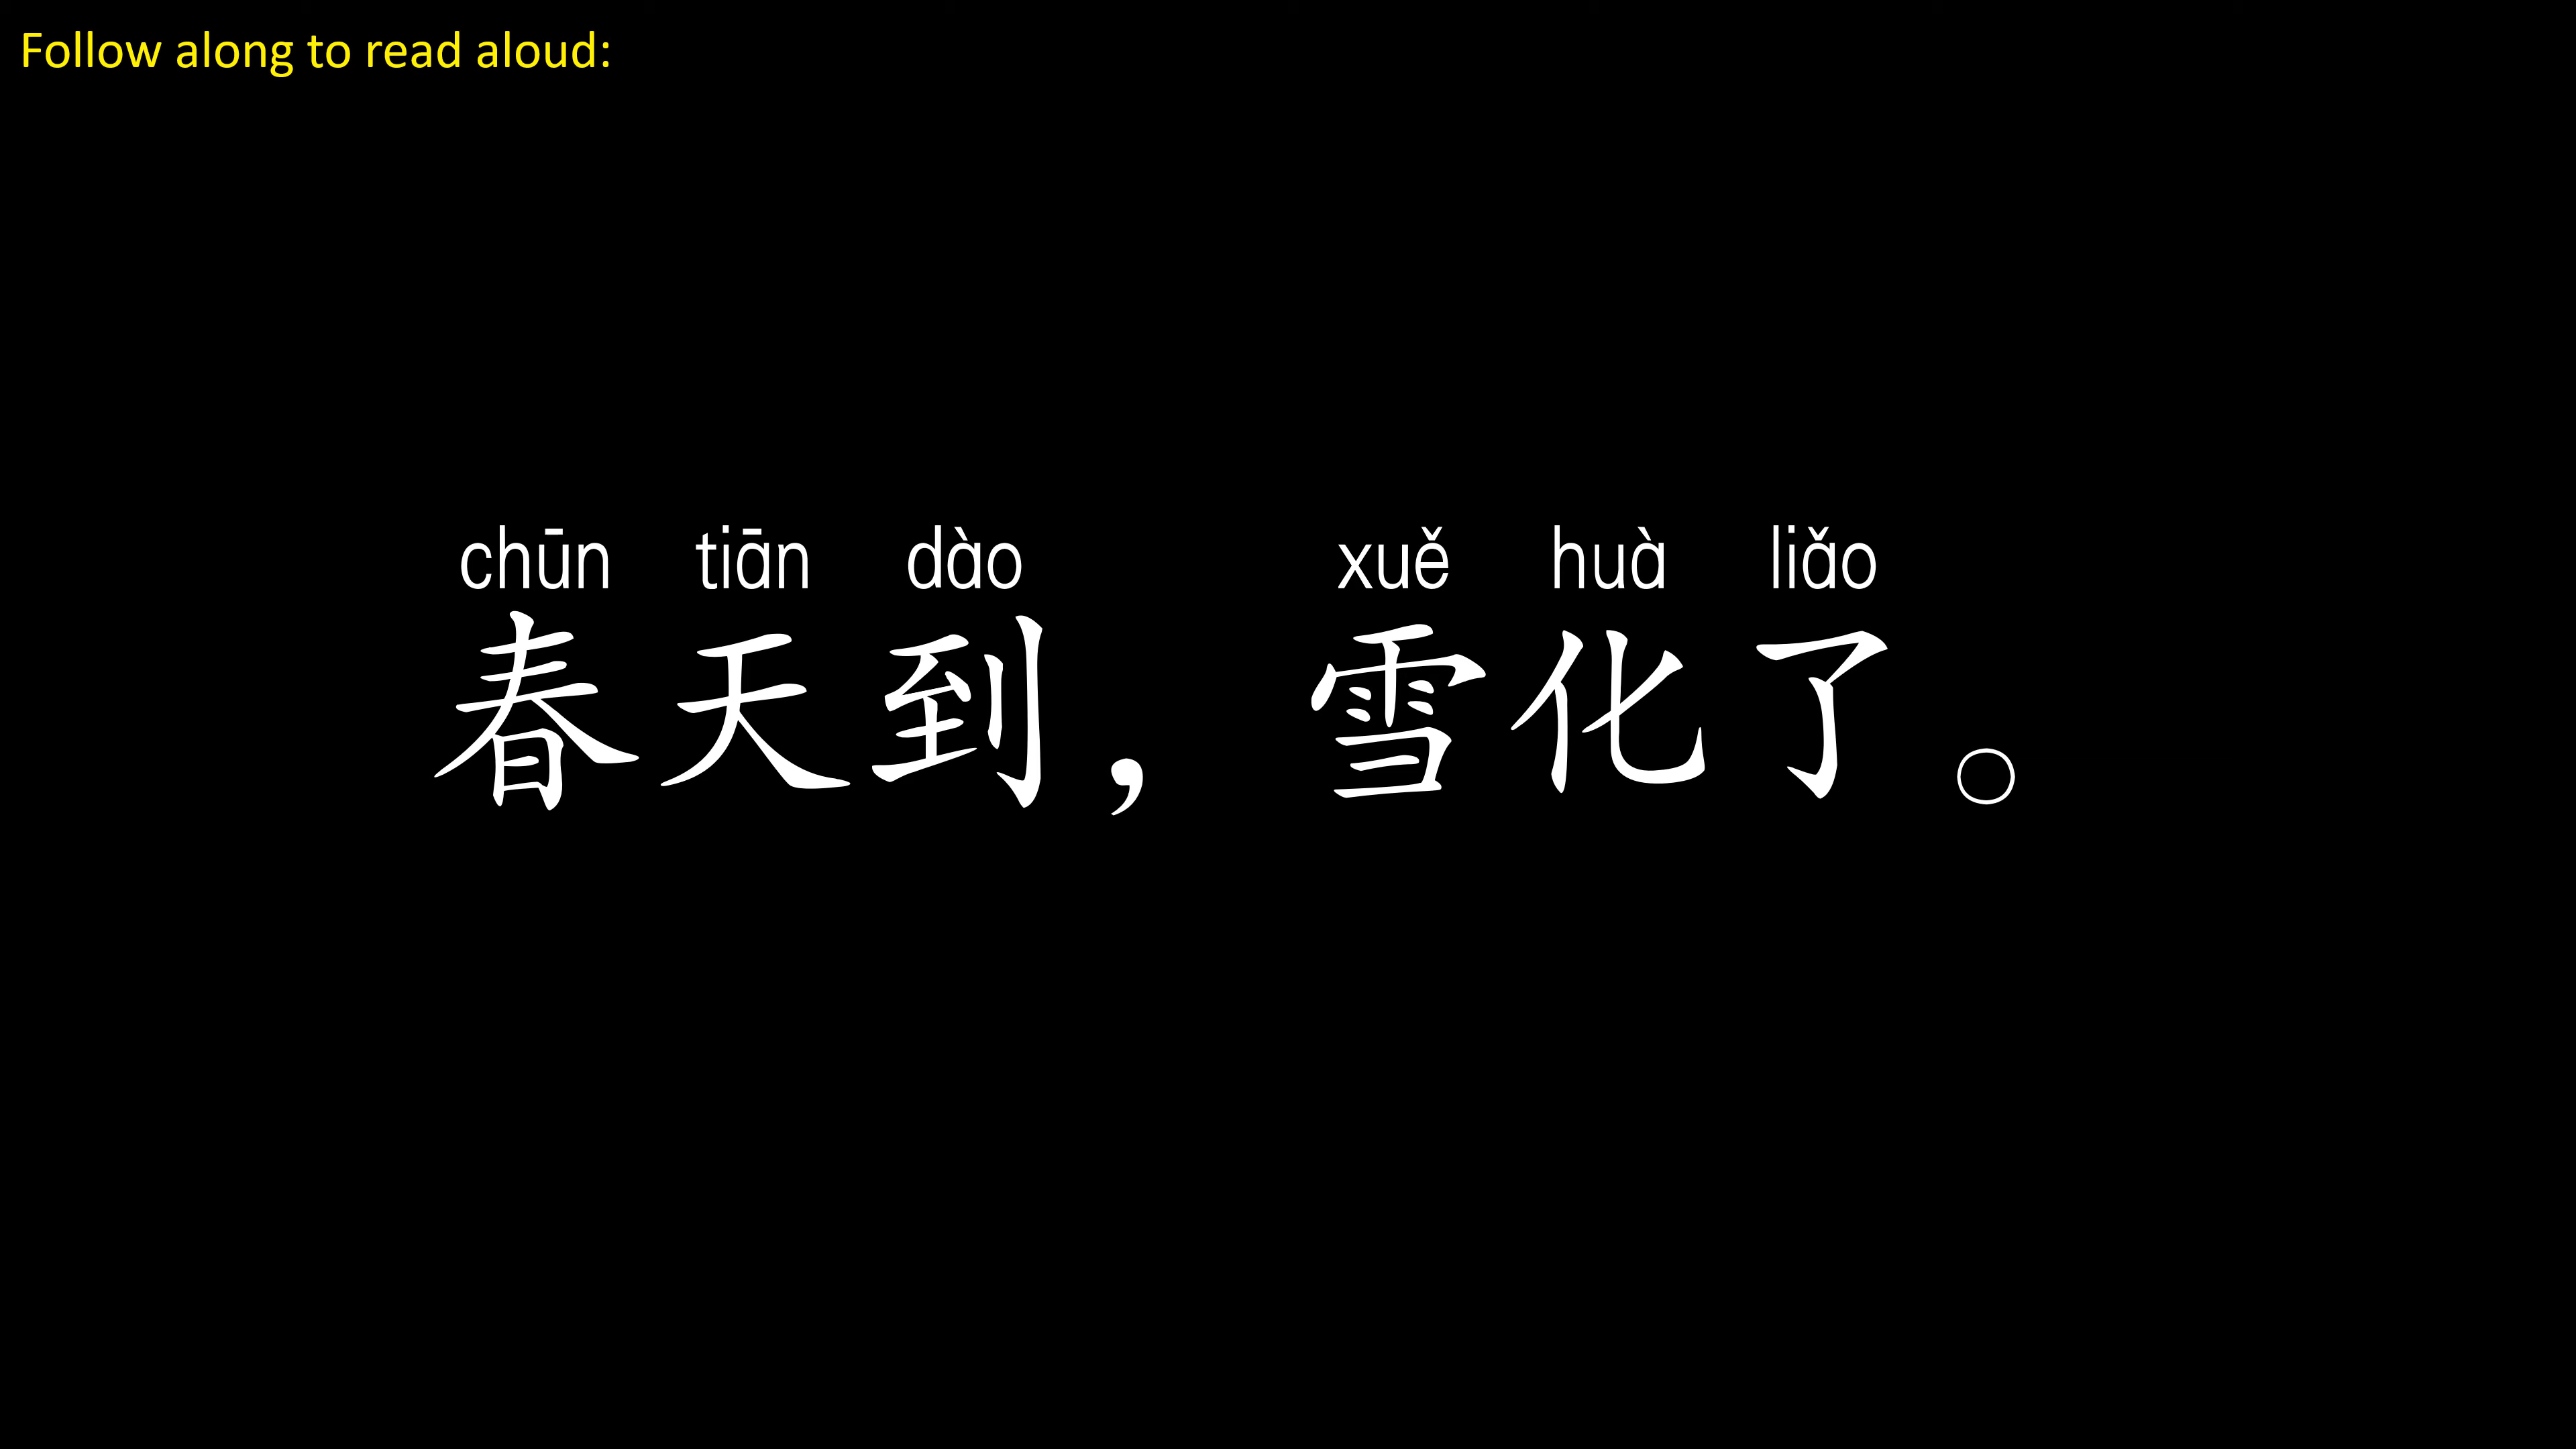 Follow along to read aloud:
chūn tiān dào xuě huà liǎo
春天到，雪化了。